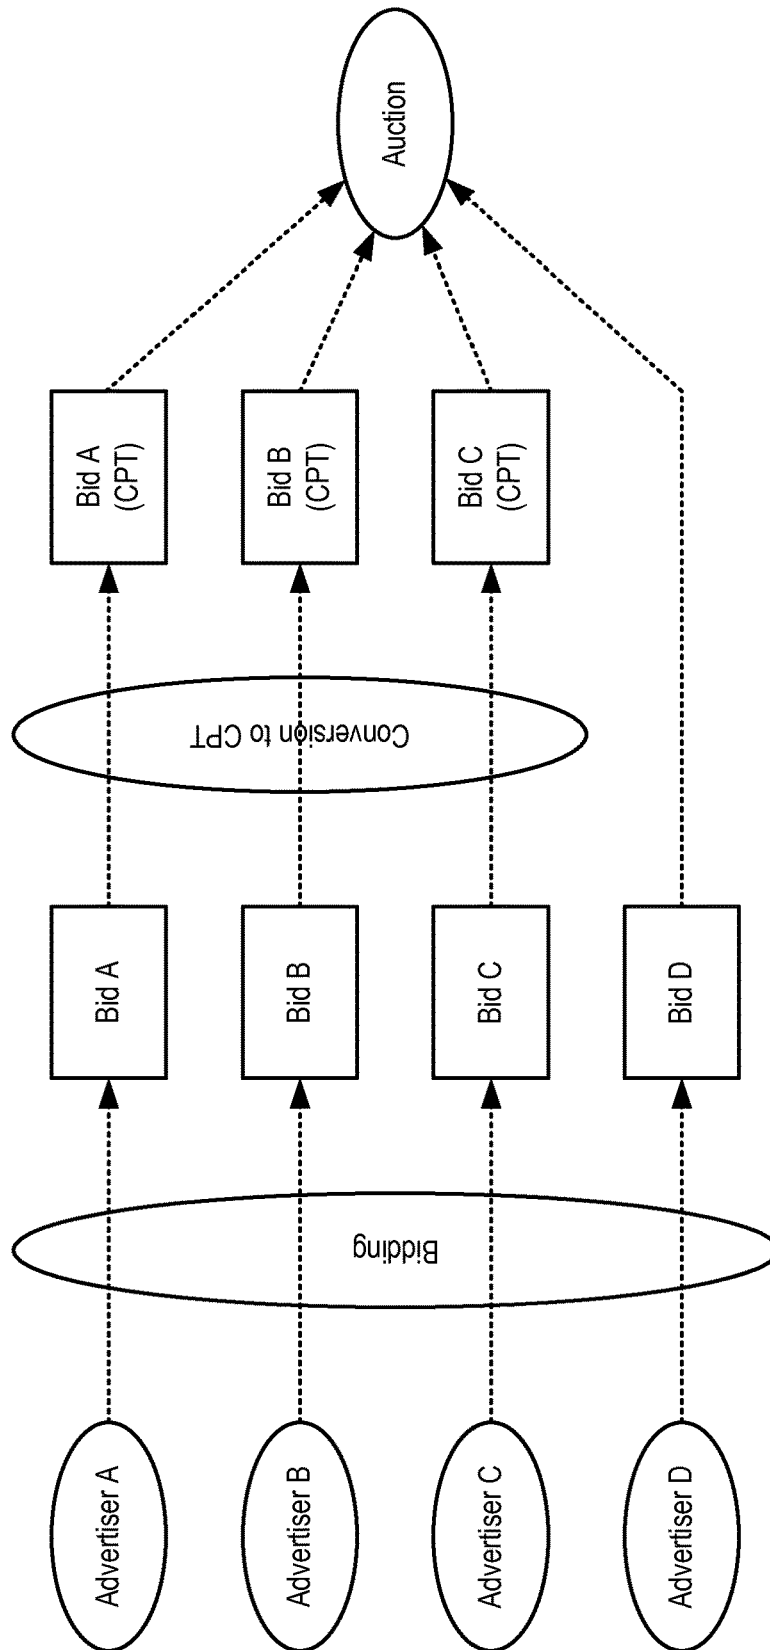 Advertiser A
Advertiser B
Advertiser C
Advertiser D
Bidding
Bid A
Bid B
Bid C
Bid D
Conversion to CPT
Bid A
(CPT)
Bid B
(CPT)
Bid C
(CPT)
Auction